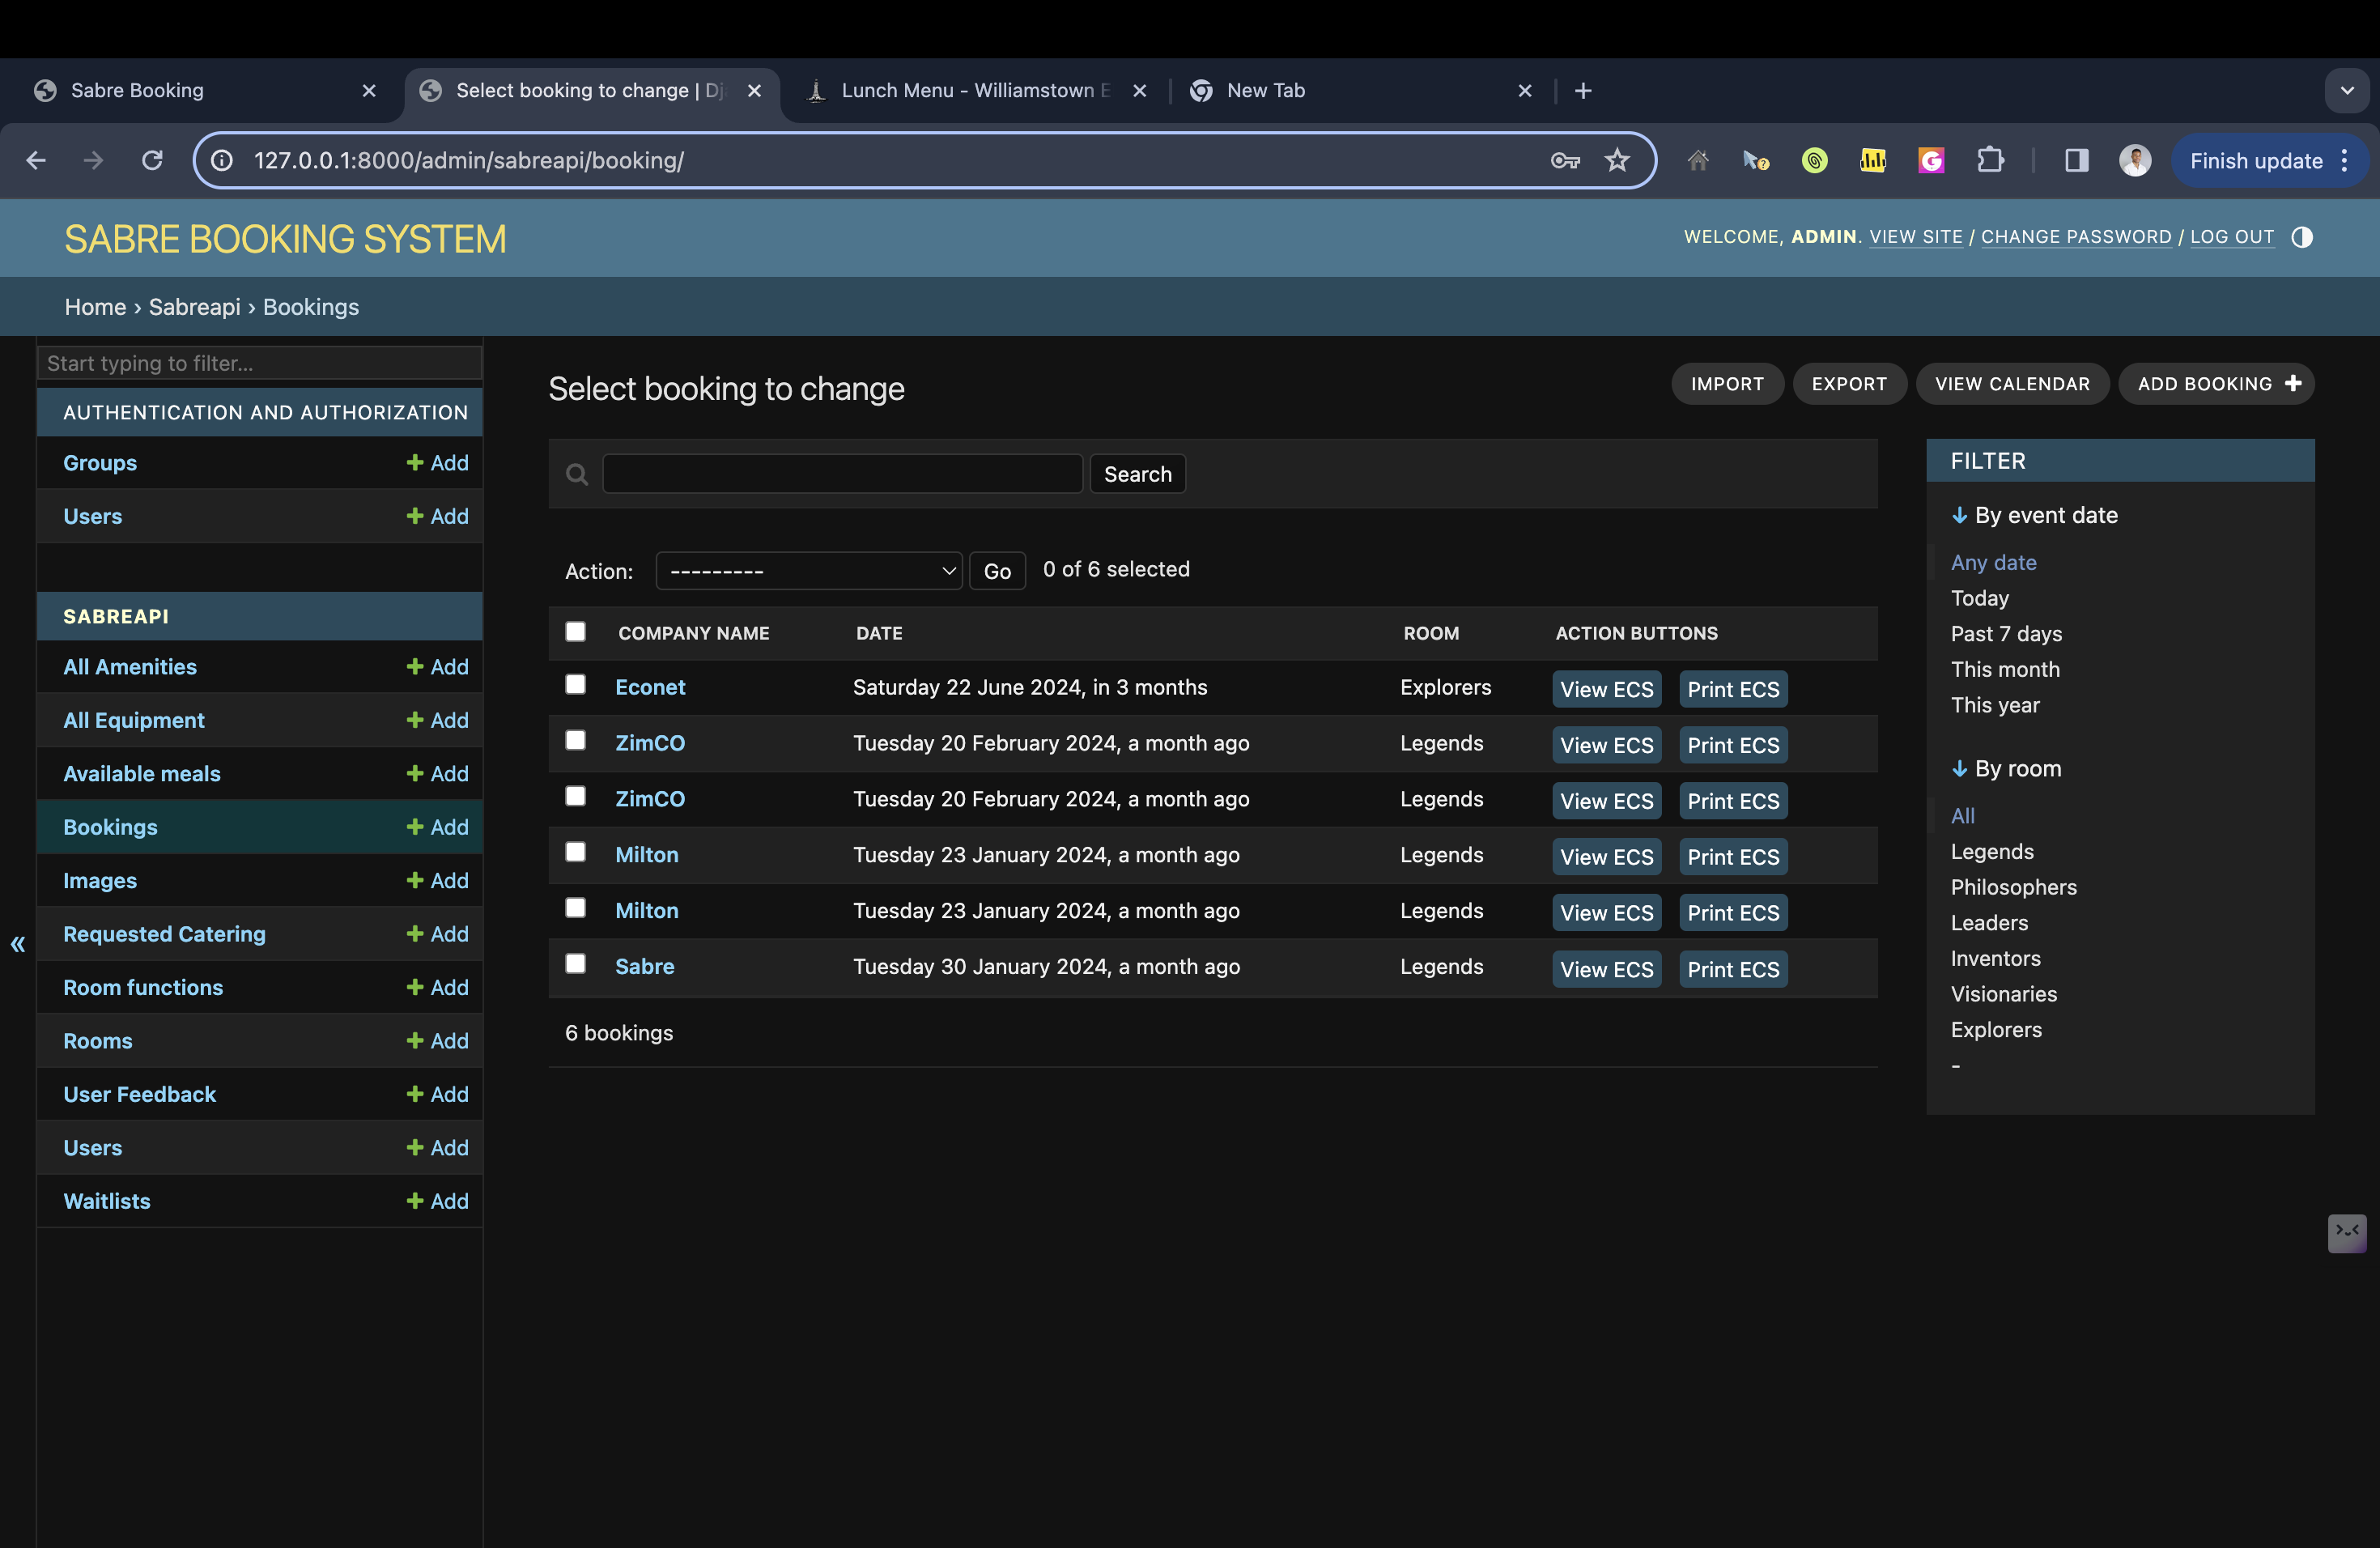 Sabre Booking
Select booking to change | Dj
Lunch Menu - Williamstown E
New Tab
127.0.0.1:8000/admin/sabreapi/booking/
Finish update
SABRE BOOKING SYSTEM
WELCOME, ADMIN. VIEW SITE / CHANGE PASSWORD / LOG OUT
Home › Sabreapi › Bookings
Start typing to filter...
AUTHENTICATION AND AUTHORIZATION
Groups + Add
Users + Add
SABREAPI
All Amenities + Add
All Equipment + Add
Available meals + Add
Bookings + Add
Images + Add
Requested Catering + Add
Room functions + Add
Rooms + Add
User Feedback + Add
Users + Add
Waitlists + Add
«
Select booking to change
IMPORT
EXPORT
VIEW CALENDAR
ADD BOOKING +
Search
Action: --------- Go 0 of 6 selected
COMPANY NAME DATE ROOM ACTION BUTTONS
Econet Saturday 22 June 2024, in 3 months Explorers View ECS Print ECS
ZimCO Tuesday 20 February 2024, a month ago Legends View ECS Print ECS
ZimCO Tuesday 20 February 2024, a month ago Legends View ECS Print ECS
Milton Tuesday 23 January 2024, a month ago Legends View ECS Print ECS
Milton Tuesday 23 January 2024, a month ago Legends View ECS Print ECS
Sabre Tuesday 30 January 2024, a month ago Legends View ECS Print ECS
6 bookings
FILTER
↓ By event date
Any date
Today
Past 7 days
This month
This year
↓ By room
All
Legends
Philosophers
Leaders
Inventors
Visionaries
Explorers
-